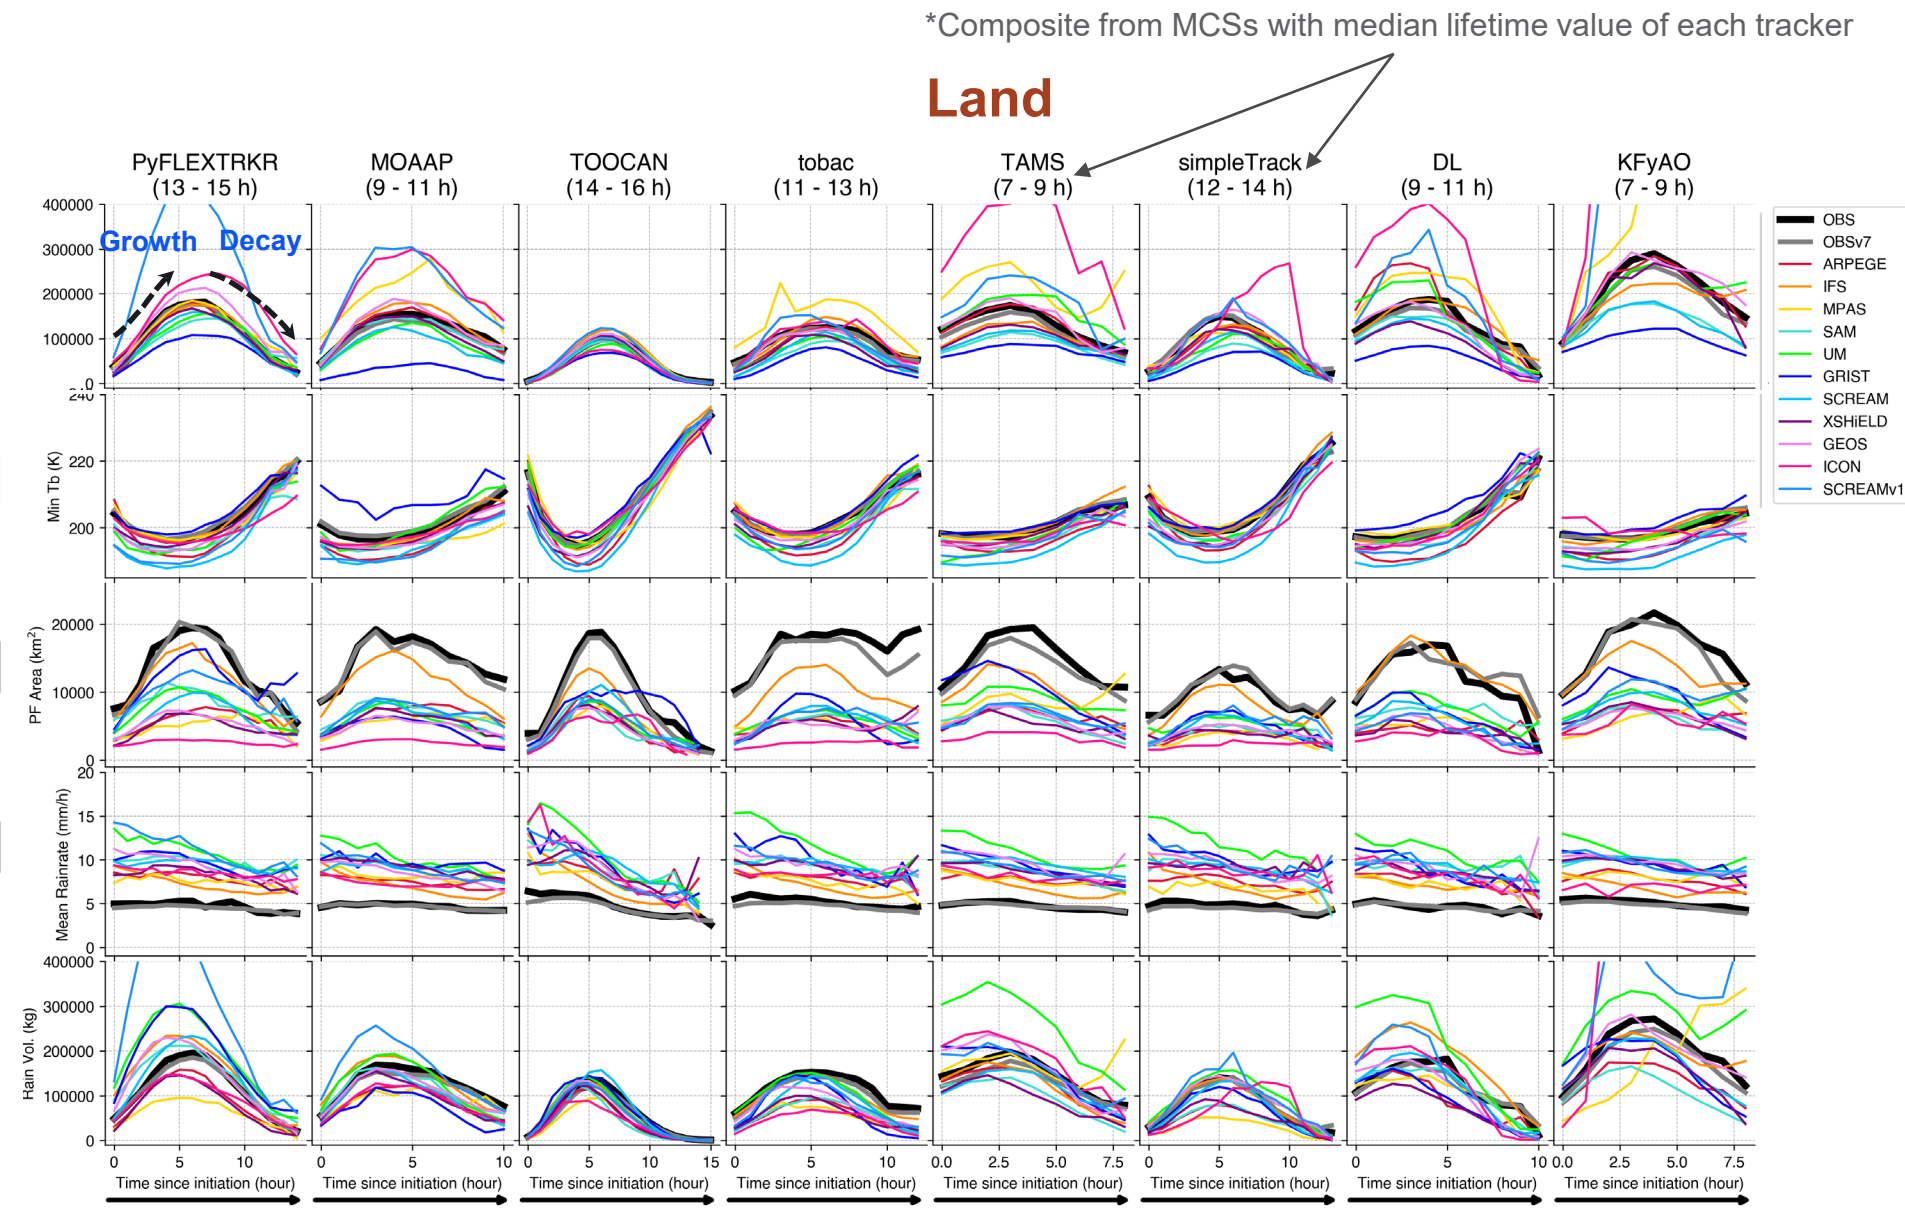 *Composite from MCSs with median lifetime value of each tracker
Land
PyFLEXTRKR
(13 - 15 h)
MOAAP
(9 - 11 h)
TOOCAN
(14 - 16 h)
tobac
(11 - 13 h)
TAMS
(7 - 9 h)
simpleTrack
(12 - 14 h)
DL
(9 - 11 h)
KFyAO
(7 - 9 h)
400000
300000
200000
100000
0
Growth Decay
OBS
OBSv7
ARPEGE
IFS
MPAS
SAM
UM
GRIST
SCREAM
XSHiELD
GEOS
ICON
SCREAMv1
240
220
200
Min Tb (K)
20000
10000
0
PF Area (km²)
20
15
10
5
0
Mean Rainrate (mm/h)
400000
300000
200000
100000
0
Rain Vol. (kg)
0 5 10
0 5 10
0 5 10 15
0 5 10
0.0 2.5 5.0 7.5
0 5 10
0 5 10
0.0 2.5 5.0 7.5
Time since initiation (hour)
Time since initiation (hour)
Time since initiation (hour)
Time since initiation (hour)
Time since initiation (hour)
Time since initiation (hour)
Time since initiation (hour)
Time since initiation (hour)